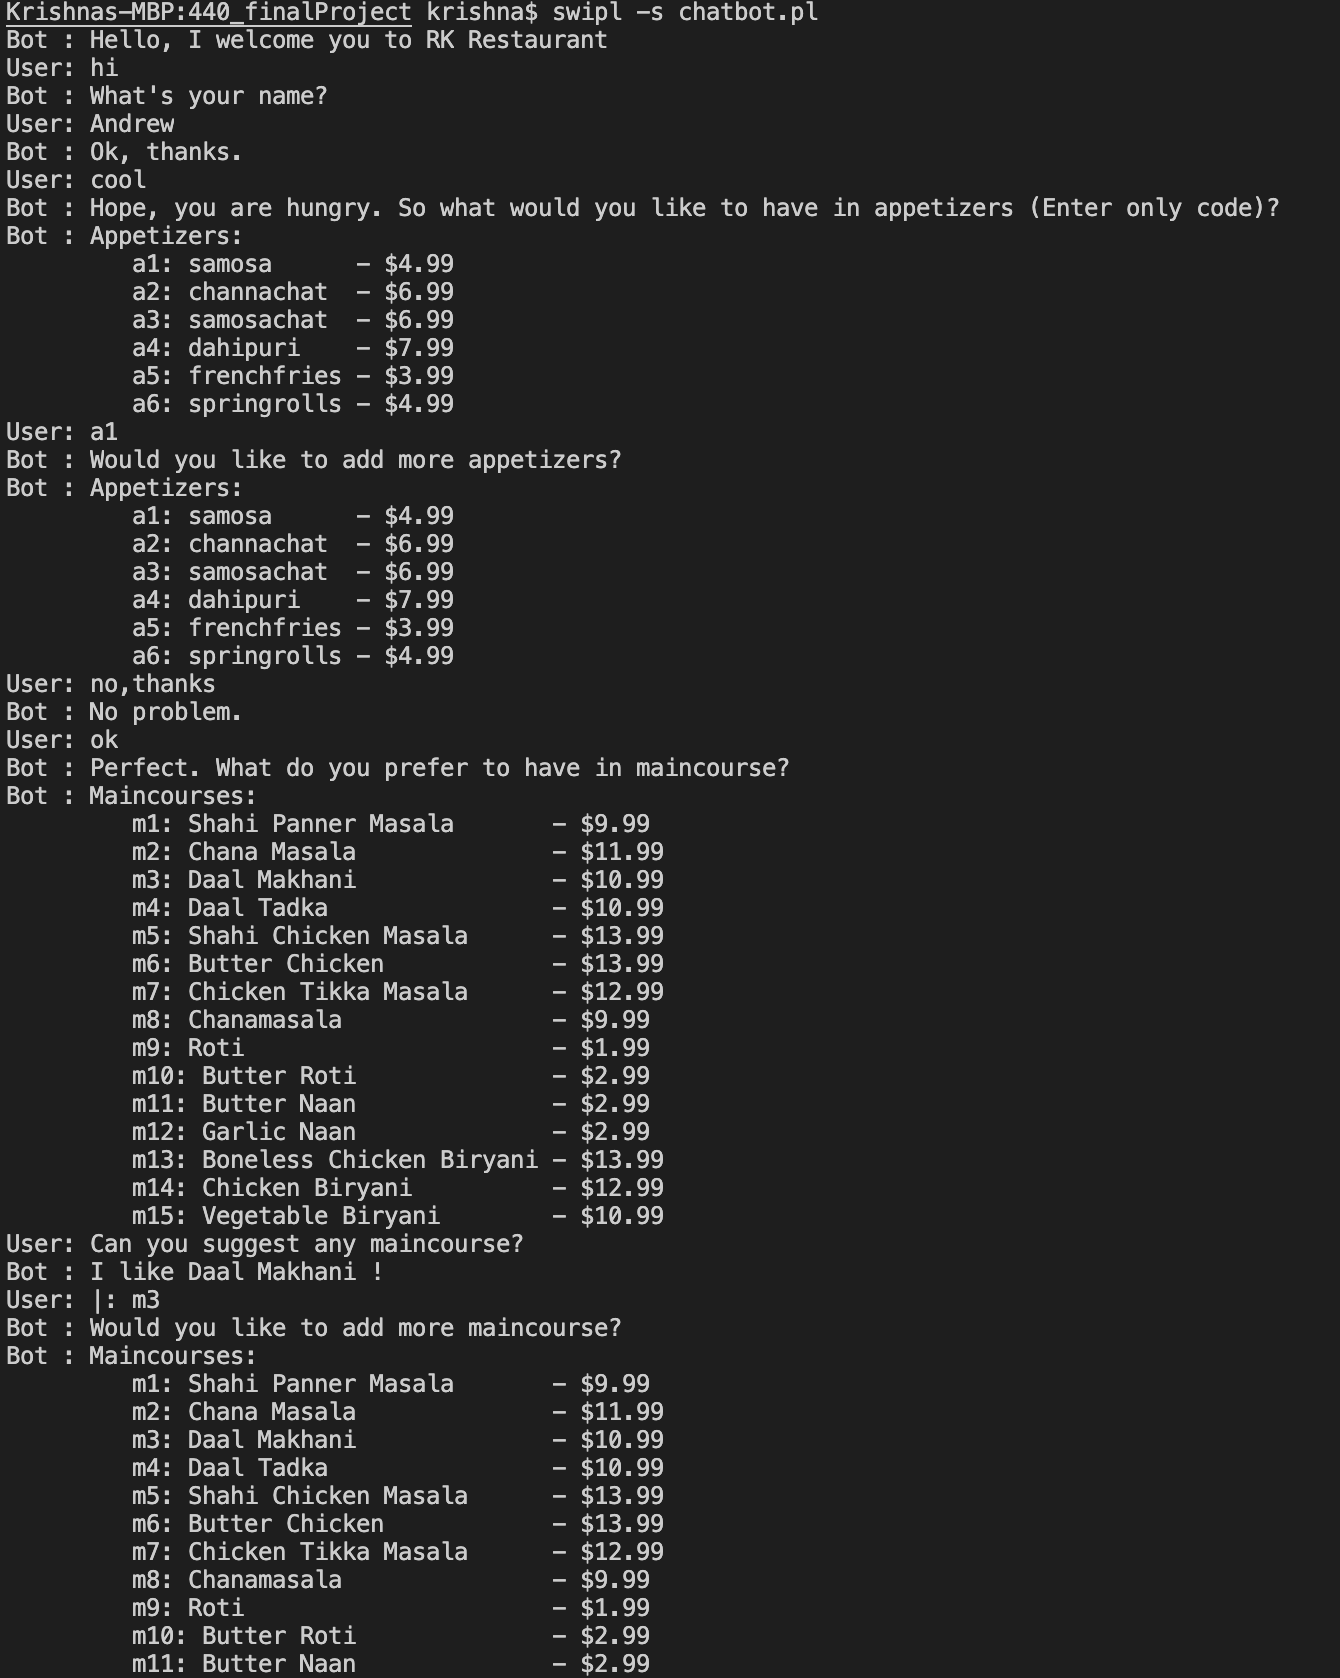 Krishnas-MBP:440_finalProject krishna$ swipl -s chatbot.pl
Bot : Hello, I welcome you to RK Restaurant
User: hi
Bot : What's your name?
User: Andrew
Bot : Ok, thanks.
User: cool
Bot : Hope, you are hungry. So what would you like to have in appetizers (Enter only code)?
Bot : Appetizers:
         a1: samosa      - $4.99
         a2: channachat  - $6.99
         a3: samosachat  - $6.99
         a4: dahipuri    - $7.99
         a5: frenchfries - $3.99
         a6: springrolls - $4.99
User: a1
Bot : Would you like to add more appetizers?
Bot : Appetizers:
         a1: samosa      - $4.99
         a2: channachat  - $6.99
         a3: samosachat  - $6.99
         a4: dahipuri    - $7.99
         a5: frenchfries - $3.99
         a6: springrolls - $4.99
User: no,thanks
Bot : No problem.
User: ok
Bot : Perfect. What do you prefer to have in maincourse?
Bot : Maincourses:
         m1: Shahi Panner Masala       - $9.99
         m2: Chana Masala              - $11.99
         m3: Daal Makhani              - $10.99
         m4: Daal Tadka                - $10.99
         m5: Shahi Chicken Masala      - $13.99
         m6: Butter Chicken            - $13.99
         m7: Chicken Tikka Masala      - $12.99
         m8: Chanamasala               - $9.99
         m9: Roti                      - $1.99
         m10: Butter Roti              - $2.99
         m11: Butter Naan              - $2.99
         m12: Garlic Naan              - $2.99
         m13: Boneless Chicken Biryani - $13.99
         m14: Chicken Biryani          - $12.99
         m15: Vegetable Biryani        - $10.99
User: Can you suggest any maincourse?
Bot : I like Daal Makhani !
User: |: m3
Bot : Would you like to add more maincourse?
Bot : Maincourses:
         m1: Shahi Panner Masala       - $9.99
         m2: Chana Masala              - $11.99
         m3: Daal Makhani              - $10.99
         m4: Daal Tadka                - $10.99
         m5: Shahi Chicken Masala      - $13.99
         m6: Butter Chicken            - $13.99
         m7: Chicken Tikka Masala      - $12.99
         m8: Chanamasala               - $9.99
         m9: Roti                      - $1.99
         m10: Butter Roti              - $2.99
         m11: Butter Naan              - $2.99